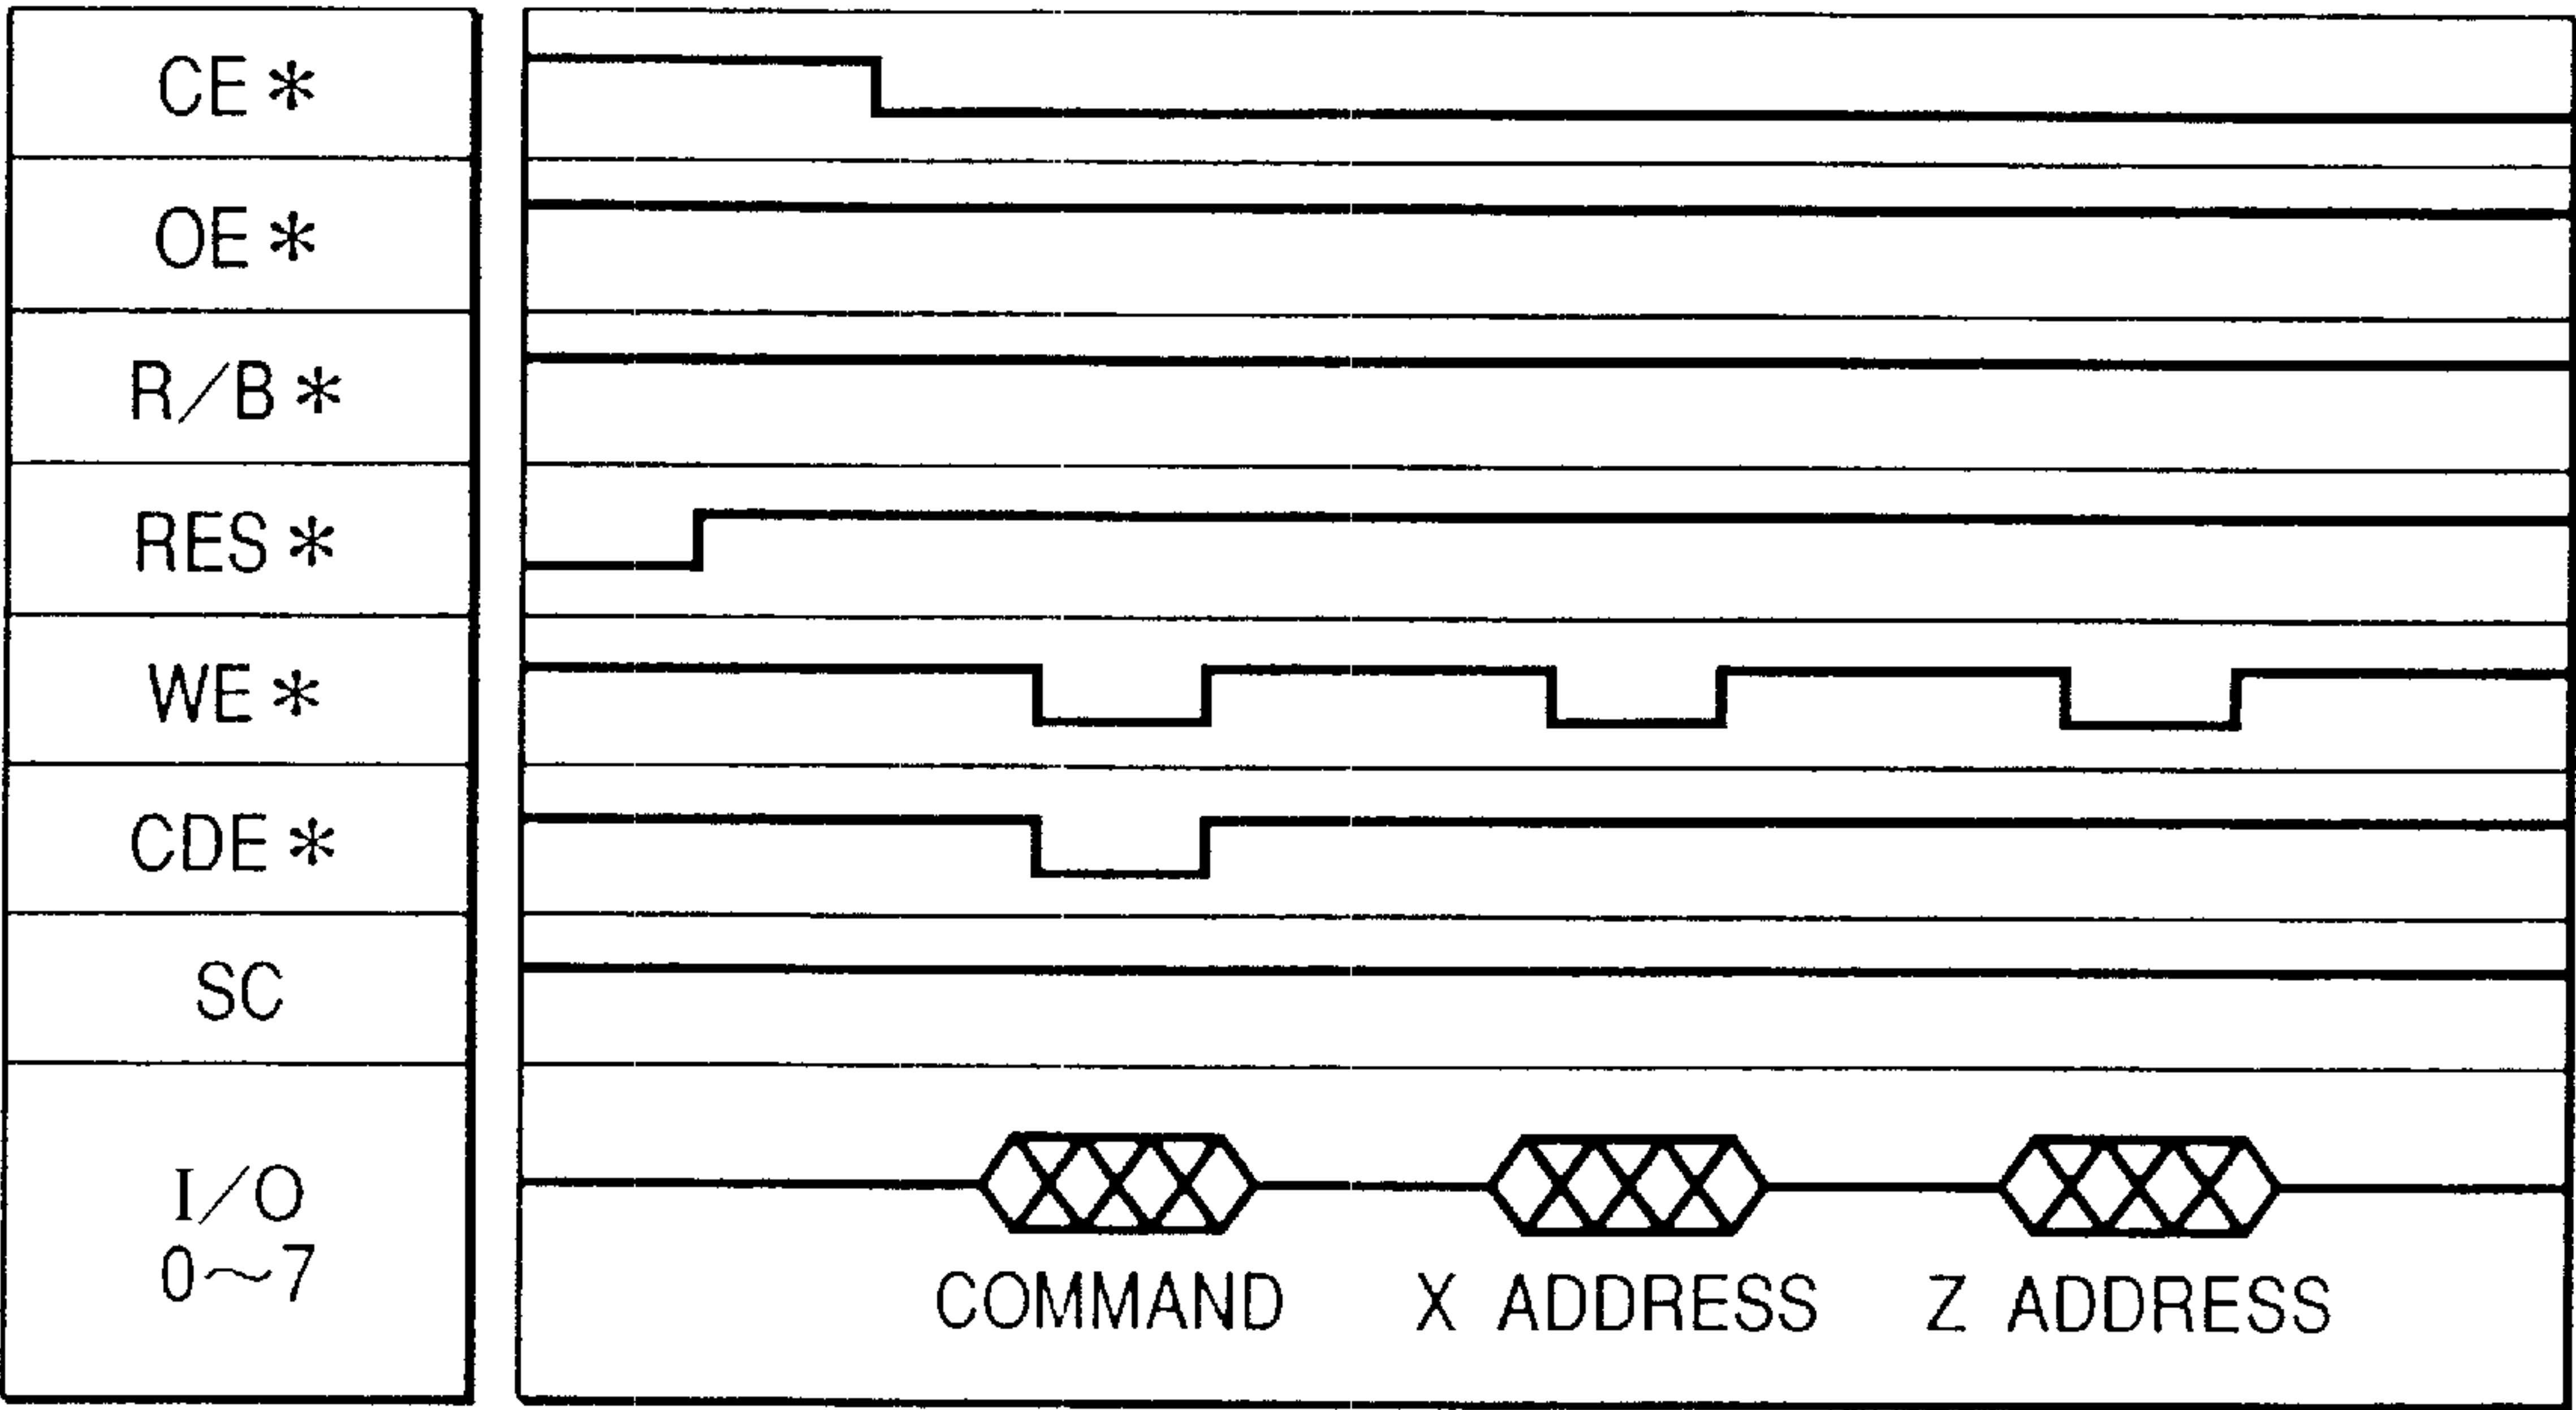 CE*
OE*
R/B*
RES*
WE*
CDE*
SC
I/O
0~7
COMMAND X ADDRESS Z ADDRESS